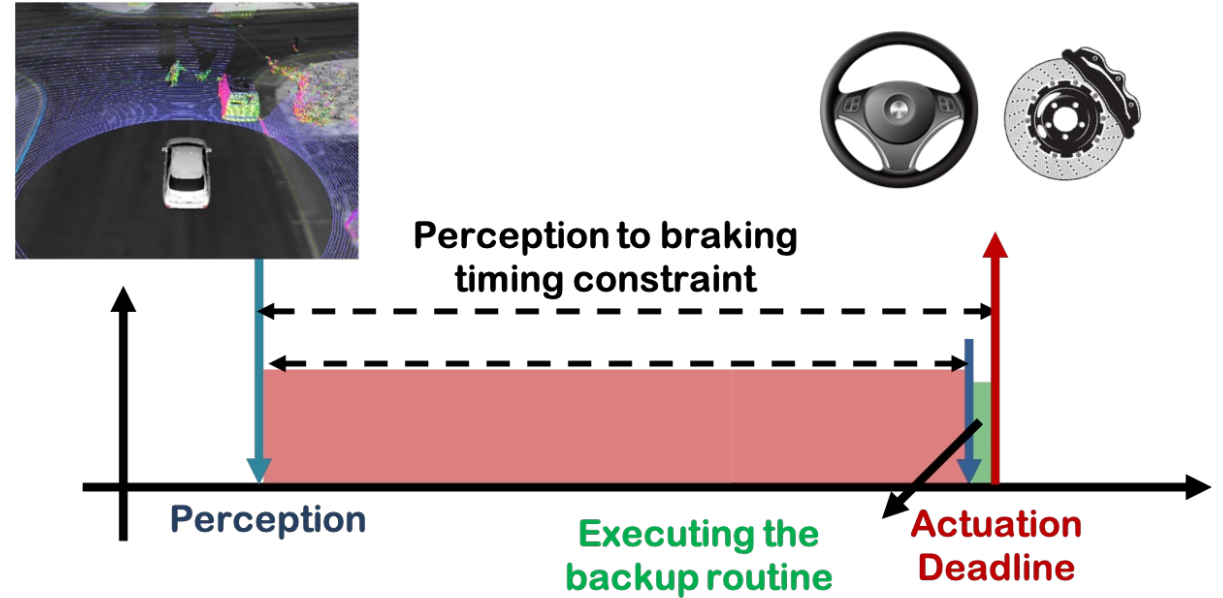 Perception to braking
timing constraint
Perception
Executing the
backup routine
Actuation
Deadline